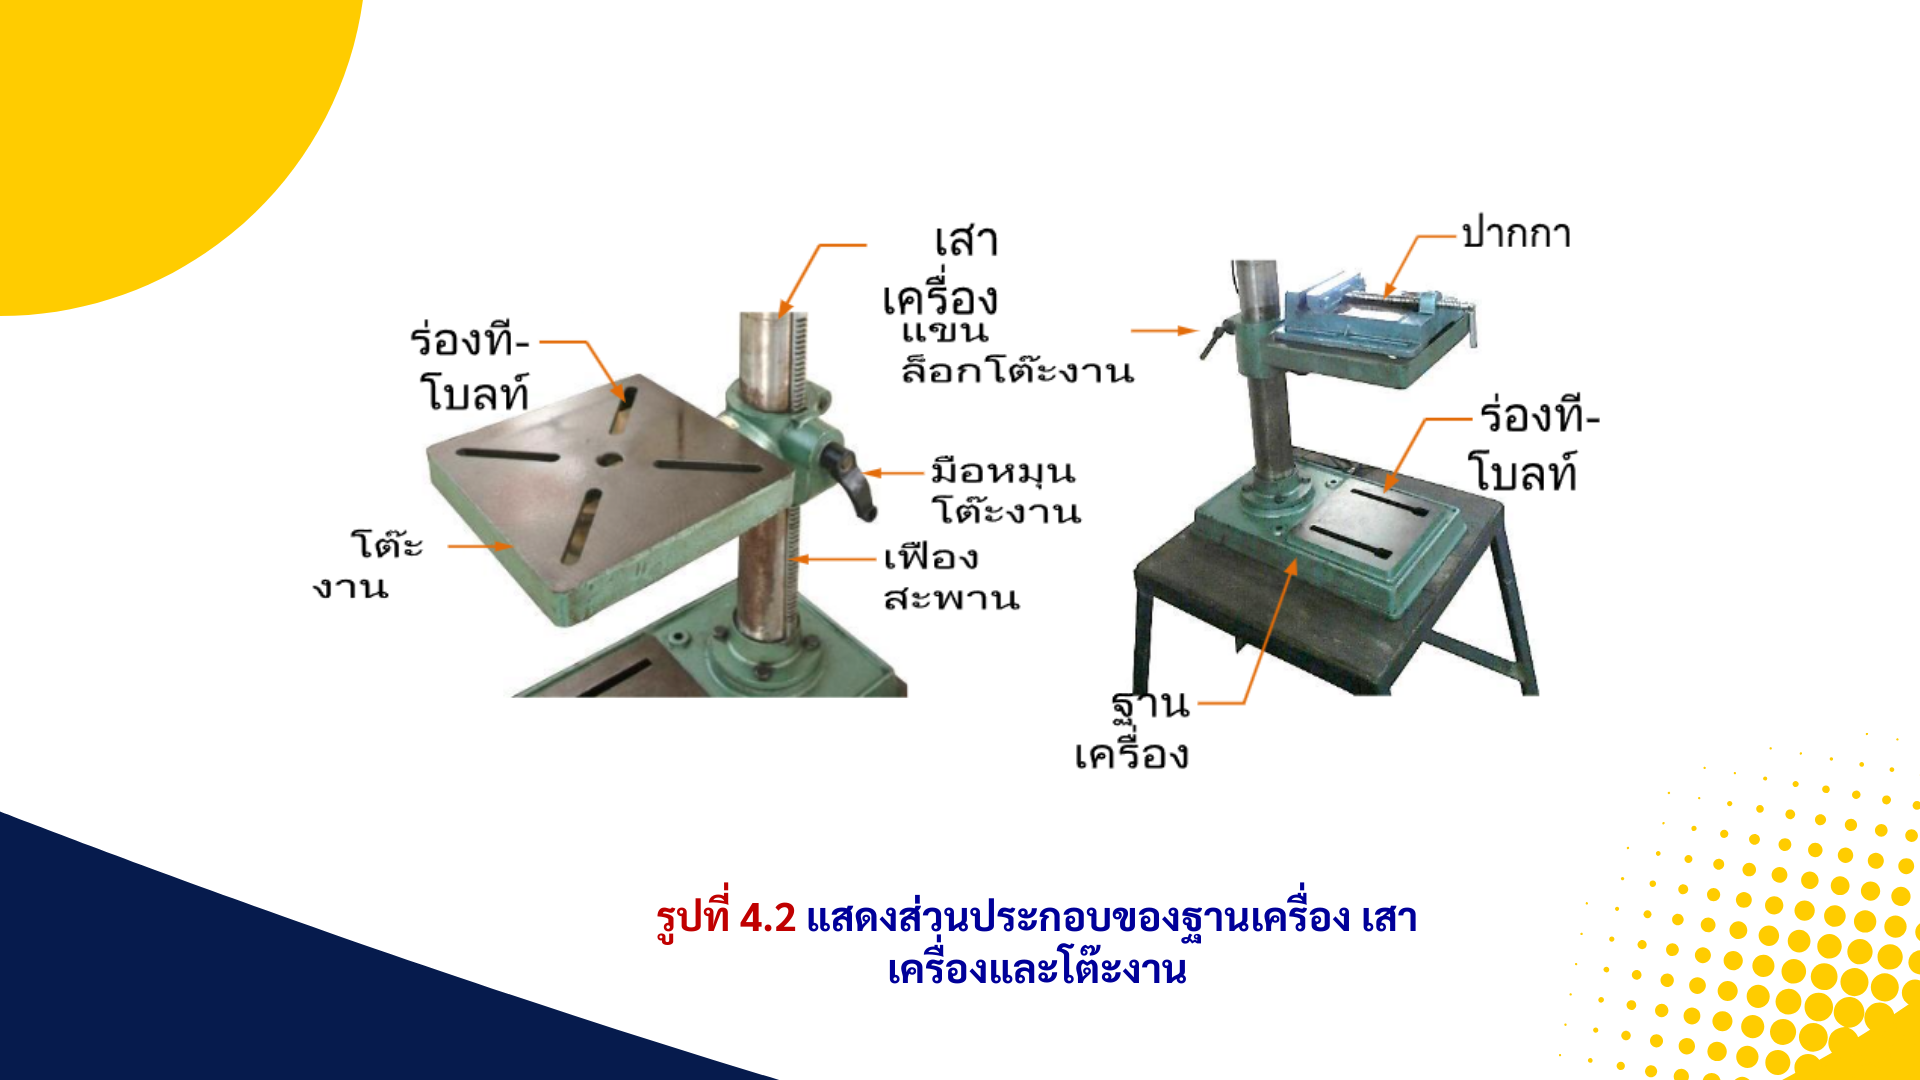 เสา
เครื่อง
ร่องที-
โบลท์
แขน
ล็อกโต๊ะงาน
มือหมุน
โต๊ะงาน
โต๊ะ
งาน
เฟือง
สะพาน
ปากกา
ร่องที-
โบลท์
ฐาน
เครื่อง
รูปที่ 4.2 แสดงส่วนประกอบของฐานเครื่อง เสา
เครื่องและโต๊ะงาน